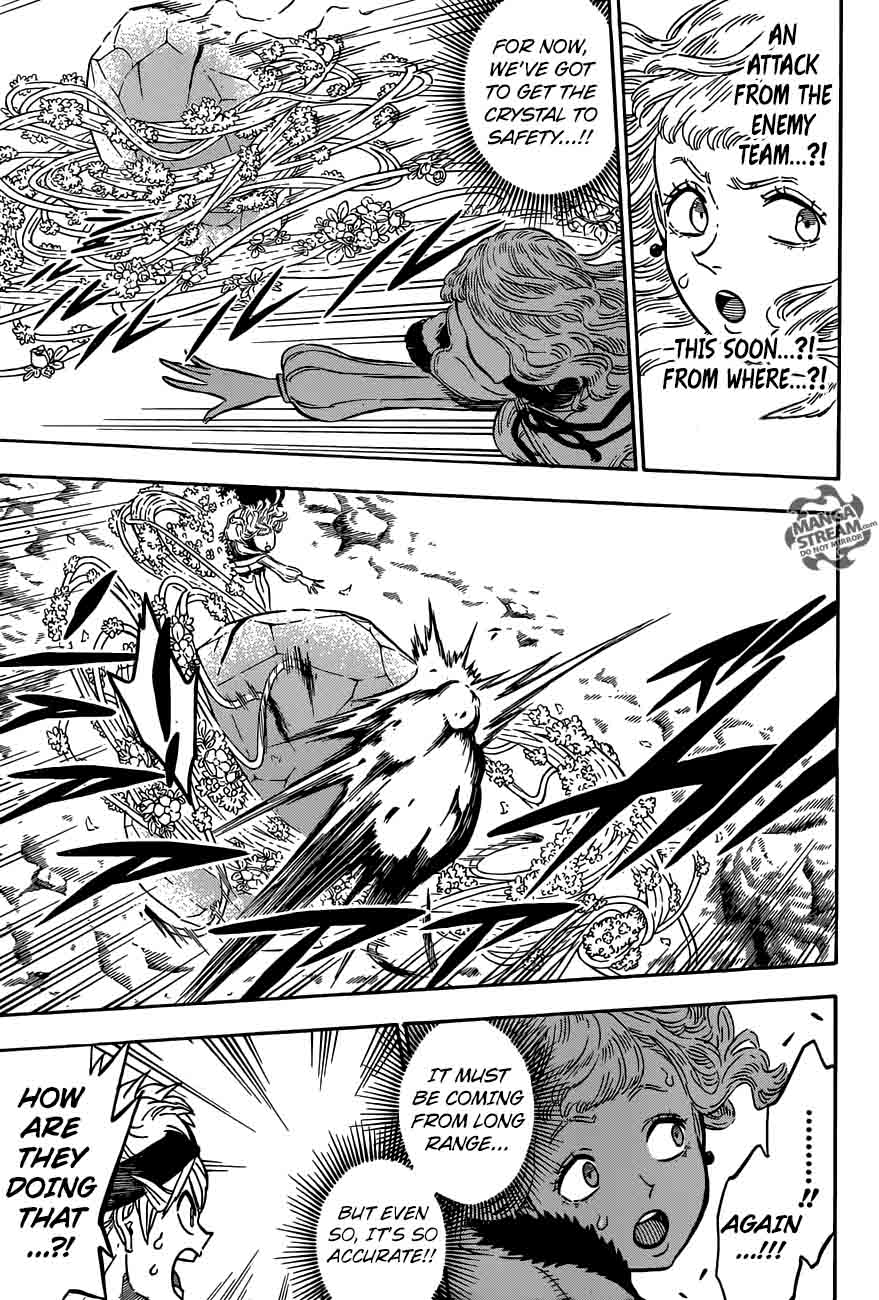 AN
ATTACK
FROM THE
ENEMY
TEAM...?!
THIS SOON...?!
FROM WHERE...?!
FOR NOW,
WE'VE GOT
TO GET THE
CRYSTAL TO
SAFETY...!!
MANGA
STREAM.com
DO NOT MIRROR
.........!!
AGAIN
...!!!
IT MUST
BE COMING
FROM LONG
RANGE...
BUT EVEN
SO, IT'S SO
ACCURATE!!
HOW
ARE
THEY
DOING
THAT
...?!